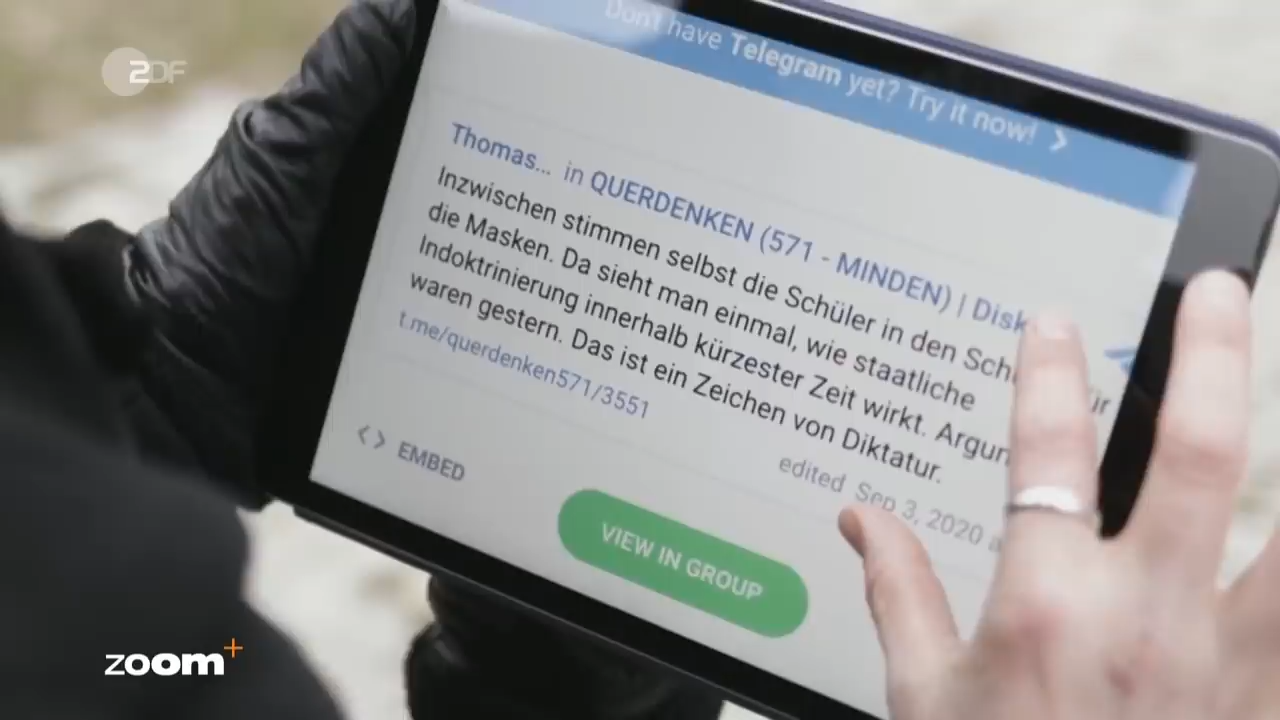 ZDF
Don't have Telegram yet? Try it now! >
Thomas... in QUERDENKEN (571 - MINDEN) | Disk
Inzwischen stimmen selbst die Schüler in den Sch
die Masken. Da sieht man einmal, wie staatliche
Indoktrinierung innerhalb kürzester Zeit wirkt. Argun
waren gestern. Das ist ein Zeichen von Diktatur.
t.me/querdenken571/3551
edited Sep 3, 2020
<> EMBED
VIEW IN GROUP
zoom+